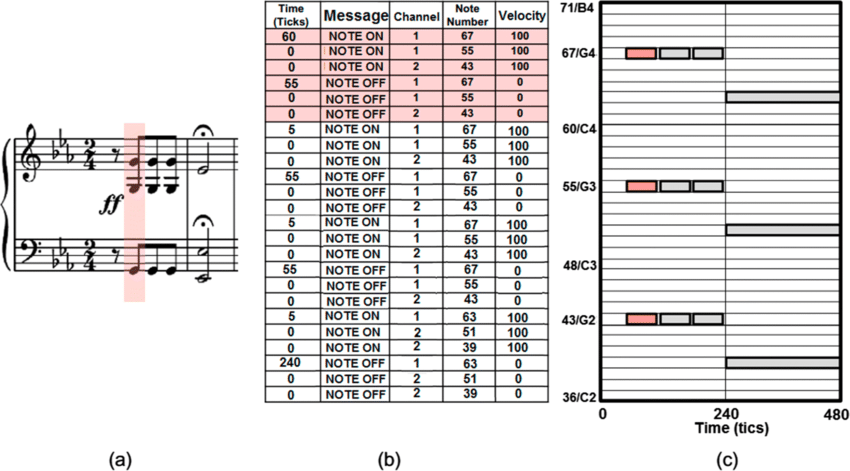 ff
2
4
2
4
Time (Ticks) Message Channel Note Number Velocity
60 NOTE ON 1 67 100
0 NOTE ON 1 55 100
0 NOTE ON 2 43 100
55 NOTE OFF 1 67 0
0 NOTE OFF 1 55 0
0 NOTE OFF 2 43 0
5 NOTE ON 1 67 100
0 NOTE ON 1 55 100
0 NOTE ON 2 43 100
55 NOTE OFF 1 67 0
0 NOTE OFF 1 55 0
0 NOTE OFF 2 43 0
5 NOTE ON 1 67 100
0 NOTE ON 1 55 100
0 NOTE ON 2 43 100
55 NOTE OFF 1 67 0
0 NOTE OFF 1 55 0
0 NOTE OFF 2 43 0
5 NOTE ON 1 63 100
0 NOTE ON 2 51 100
0 NOTE ON 2 39 100
240 NOTE OFF 1 63 0
0 NOTE OFF 2 51 0
0 NOTE OFF 2 39 0
71/B4
67/G4
60/C4
55/G3
48/C3
43/G2
36/C2
0 240 480
Time (tics)
(a) (b) (c)